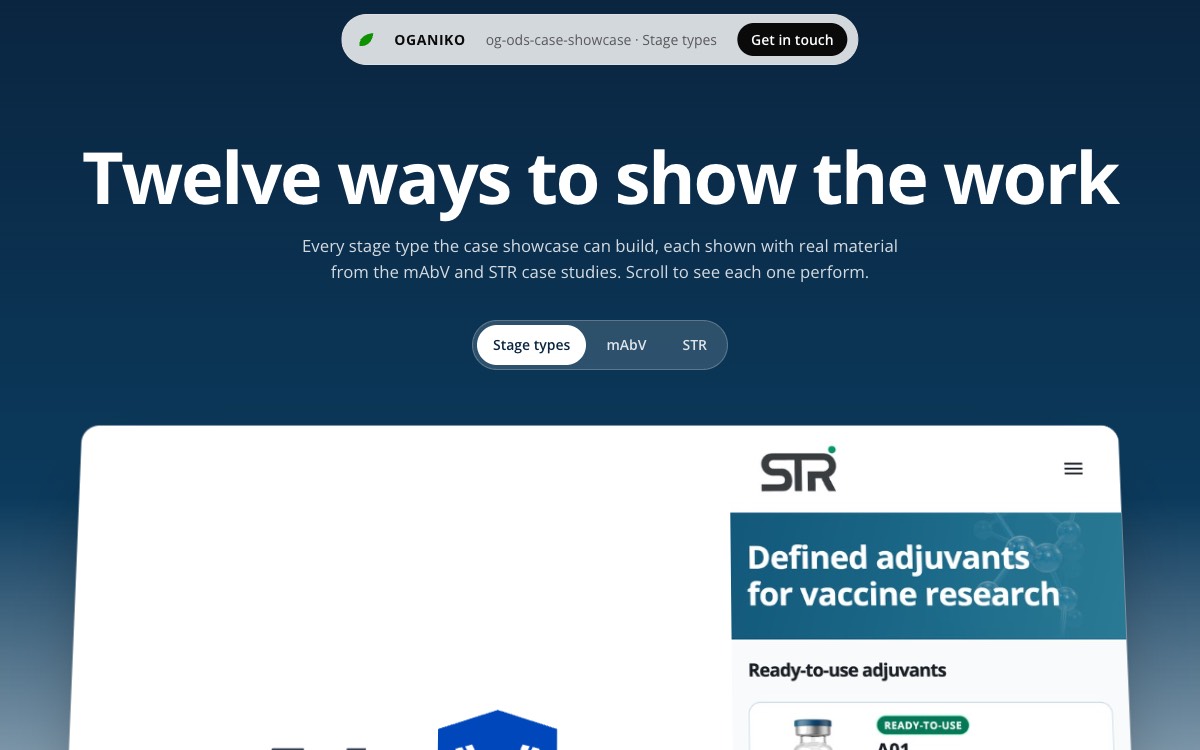 OGANIKO
og-ods-case-showcase · Stage types
Get in touch
Twelve ways to show the work
Every stage type the case showcase can build, each shown with real material
from the mAbV and STR case studies. Scroll to see each one perform.
Stage types
mAbV
STR
STR
Defined adjuvants
for vaccine research
Ready-to-use adjuvants
READY-TO-USE
A01